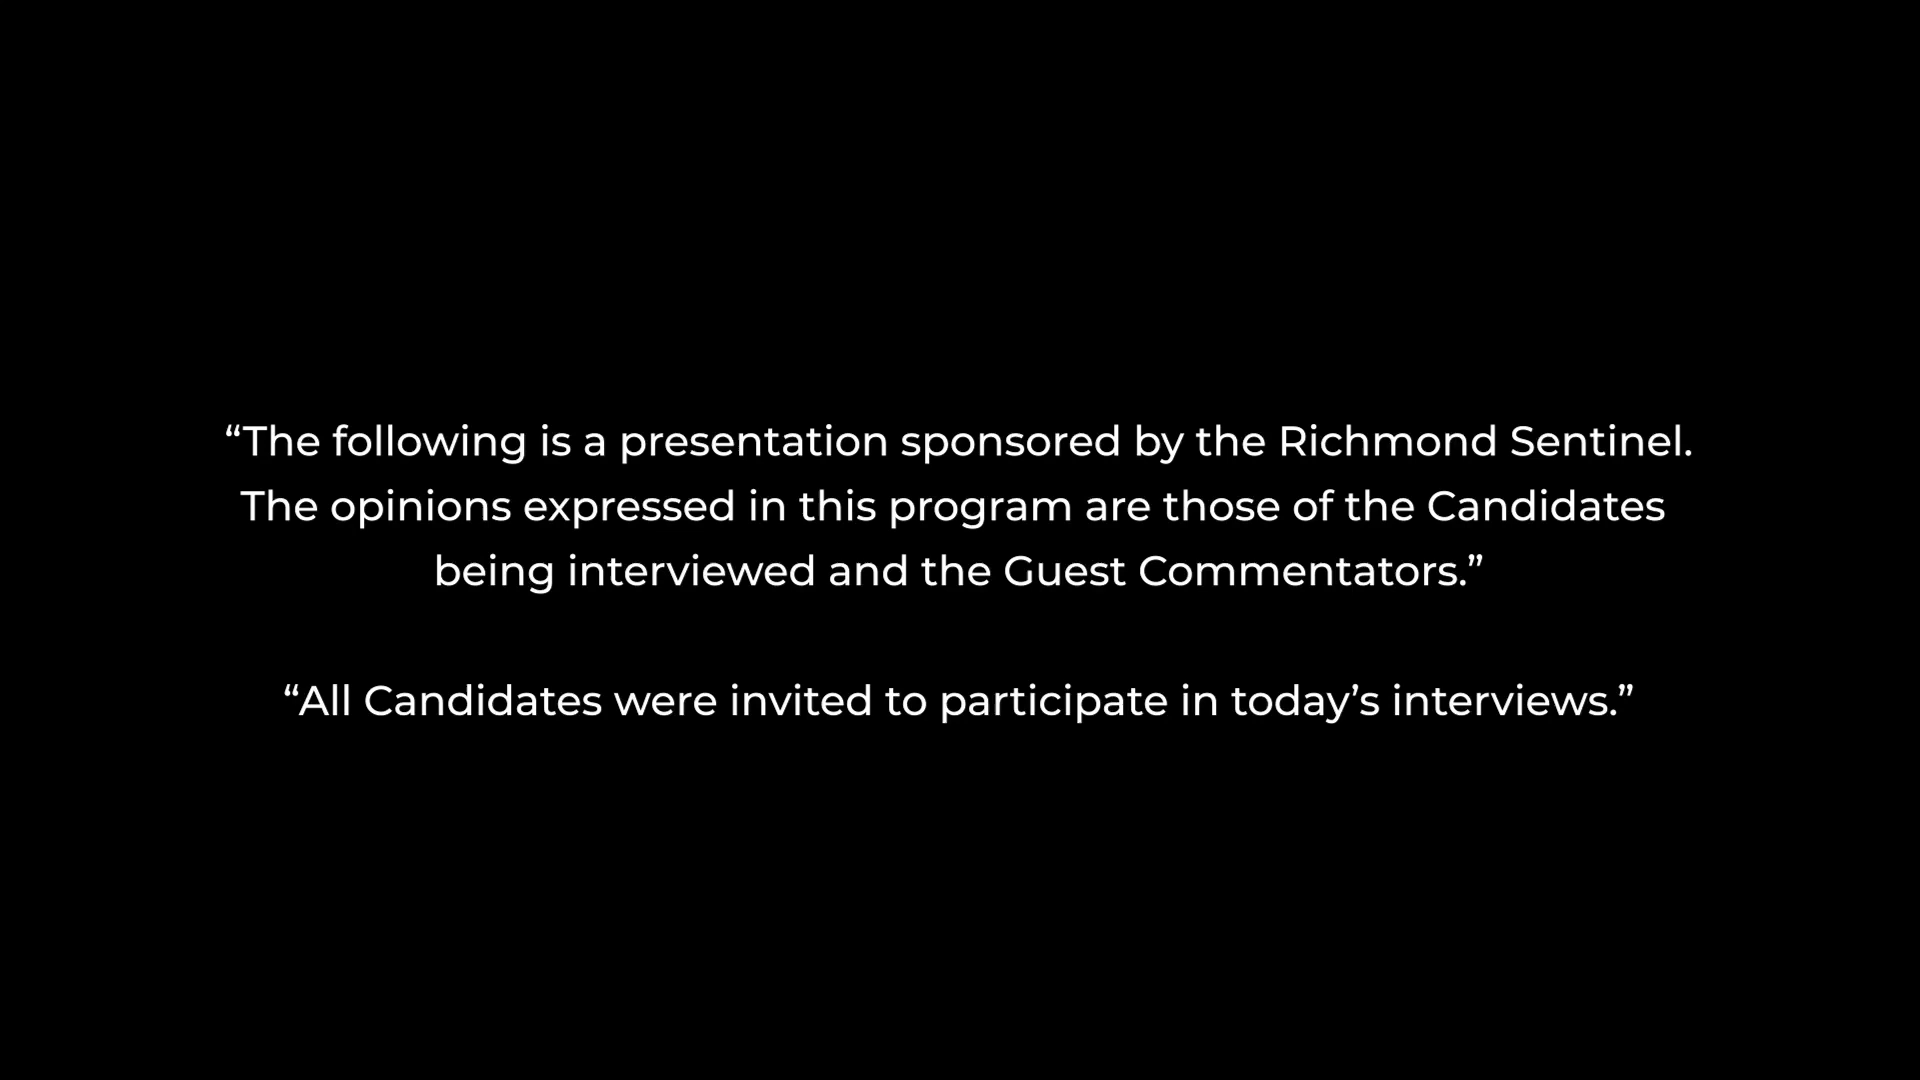 “The following is a presentation sponsored by the Richmond Sentinel.
The opinions expressed in this program are those of the Candidates
being interviewed and the Guest Commentators.”
“All Candidates were invited to participate in today’s interviews.”